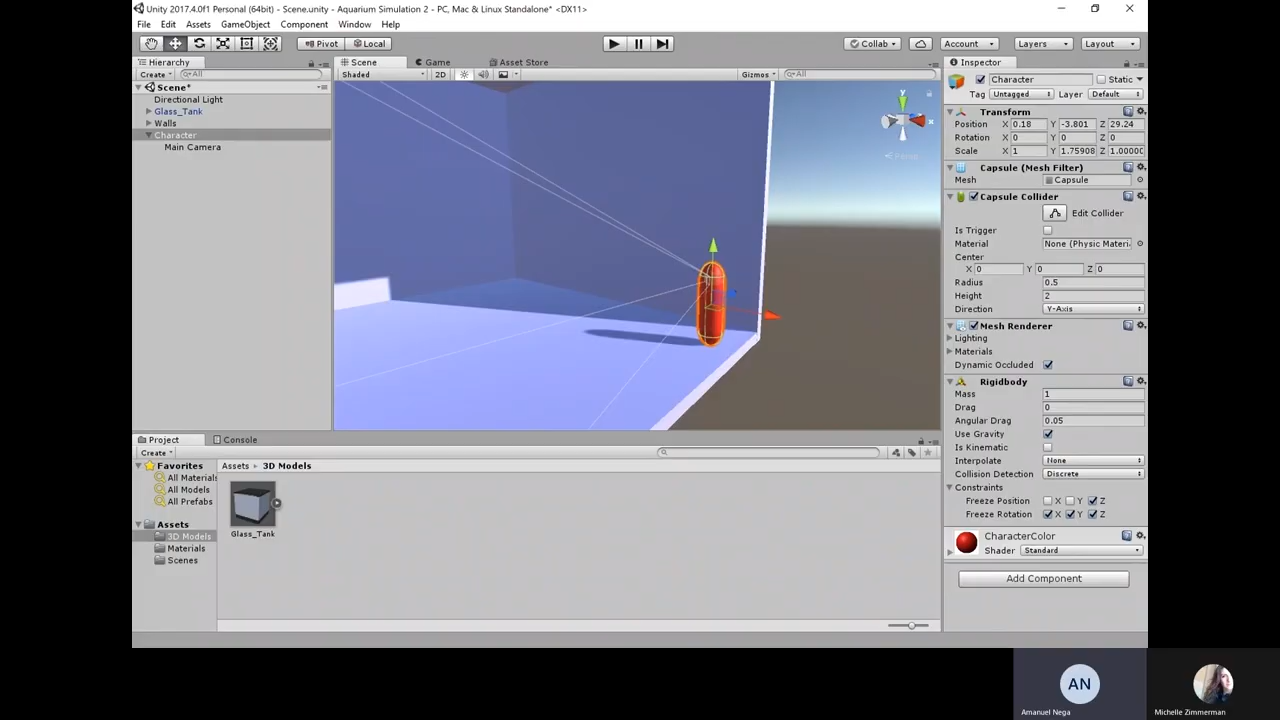 Unity 2017.4.0f1 Personal (64bit) - Scene.unity - Aquarium Simulation 2 - PC, Mac & Linux Standalone* <DX11>
File Edit Assets GameObject Component Window Help
Pivot Local Collab Account Layers Layout
Hierarchy
Create All
Scene*
Directional Light
Glass_Tank
Walls
Character
Main Camera
Scene Game Asset Store
Shaded 2D Gizmos All
y
x
Persp
Inspector
Character Static
Tag Untagged Layer Default
Transform
Position X 0.18 Y -3.801 Z 29.24
Rotation X 0 Y 0 Z 0
Scale X 1 Y 1.75908 Z 1.00000
Capsule (Mesh Filter)
Mesh Capsule
Capsule Collider
Edit Collider
Is Trigger
Material None (Physic Materi
Center
X 0 Y 0 Z 0
Radius 0.5
Height 2
Direction Y-Axis
Mesh Renderer
Lighting
Materials
Dynamic Occluded
Rigidbody
Mass 1
Drag 0
Angular Drag 0.05
Use Gravity
Is Kinematic
Interpolate None
Collision Detection Discrete
Constraints
Freeze Position X Y Z
Freeze Rotation X Y Z
CharacterColor
Shader Standard
Add Component
Project Console
Create
Favorites
All Materials
All Models
All Prefabs
Assets
3D Models
Materials
Scenes
Assets 3D Models
Glass_Tank
AN
Amanuel Nega
Michelle Zimmerman